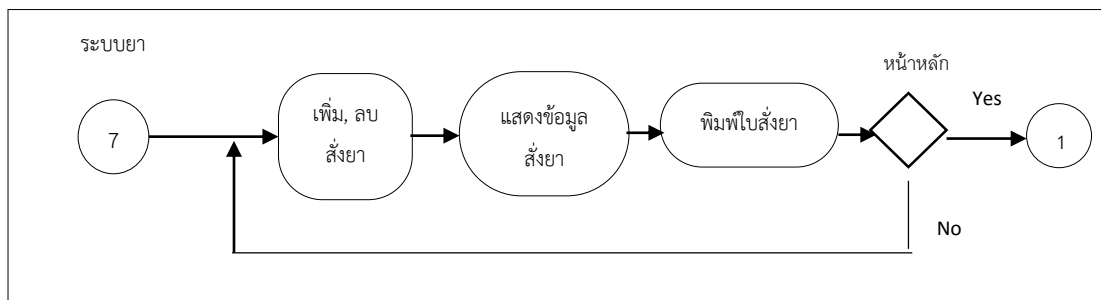 ระบบยา
7
เพิ่ม, ลบ
สั่งยา
แสดงข้อมูล
สั่งยา
พิมพ์ใบสั่งยา
หน้าหลัก
Yes
1
No